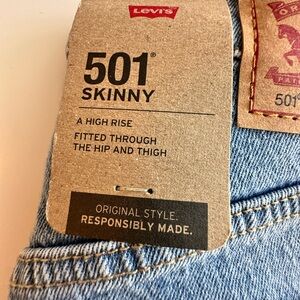 Levi's
501®
SKINNY
A HIGH RISE
FITTED THROUGH
THE HIP AND THIGH
ORIGINAL STYLE.
RESPONSIBLY MADE.
501